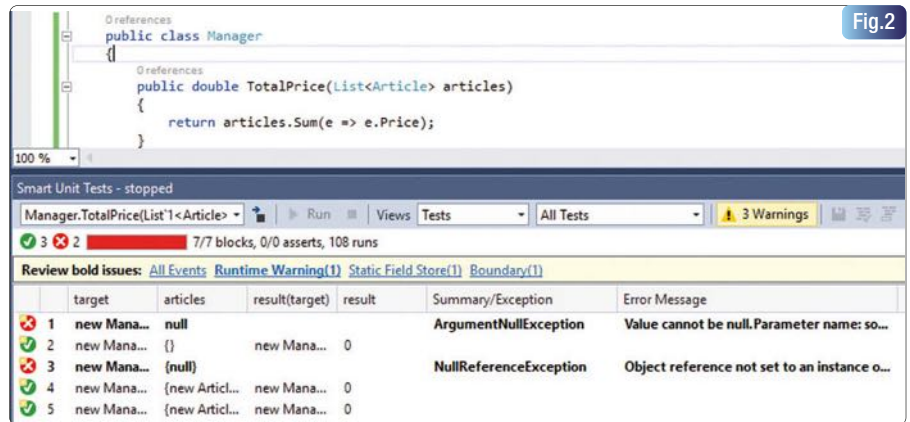 Fig.2
0 references
public class Manager
{
0 references
public double TotalPrice(List<Article> articles)
{
return articles.Sum(e => e.Price);
}
100 %
Smart Unit Tests - stopped
Manager.TotalPrice(List`1<Article> Run Views Tests All Tests 3 Warnings
3 2 7/7 blocks, 0/0 asserts, 108 runs
Review bold issues: All Events Runtime Warning(1) Static Field Store(1) Boundary(1)
target articles result(target) result Summary/Exception Error Message
1 new Mana... null ArgumentNullException Value cannot be null.Parameter name: so...
2 new Mana... {} new Mana... 0
3 new Mana... {null} NullReferenceException Object reference not set to an instance o...
4 new Mana... {new Articl... new Mana... 0
5 new Mana... {new Articl... new Mana... 0